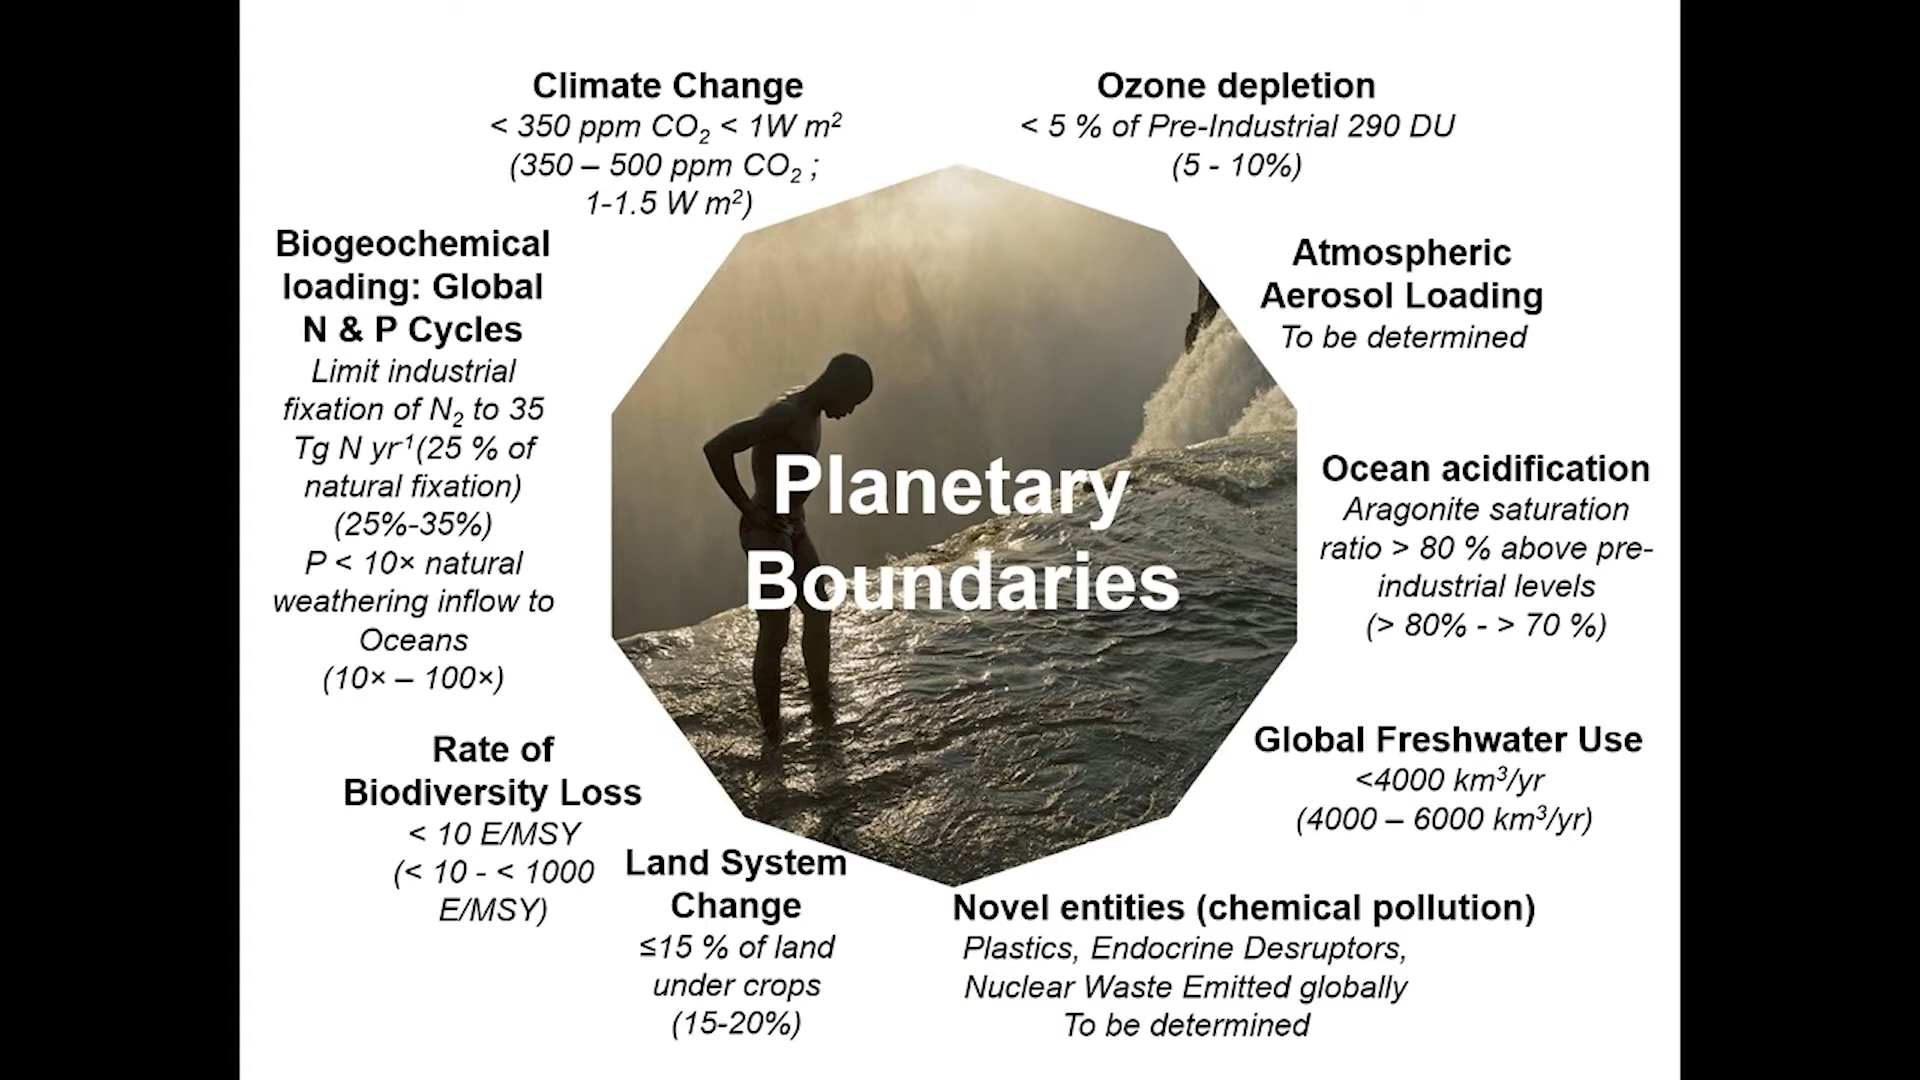 Climate Change
< 350 ppm CO₂ < 1W m²
(350 – 500 ppm CO₂ ;
1-1.5 W m²)
Ozone depletion
< 5 % of Pre-Industrial 290 DU
(5 - 10%)
Biogeochemical
loading: Global
N & P Cycles
Limit industrial
fixation of N₂ to 35
Tg N yr¹(25 % of
natural fixation)
(25%-35%)
P < 10× natural
weathering inflow to
Oceans
(10× – 100×)
Atmospheric
Aerosol Loading
To be determined
Planetary
Boundaries
Ocean acidification
Aragonite saturation
ratio > 80 % above pre-
industrial levels
(> 80% - > 70 %)
Rate of
Biodiversity Loss
< 10 E/MSY
(< 10 - < 1000
E/MSY)
Global Freshwater Use
<4000 km³/yr
(4000 – 6000 km³/yr)
Land System
Change
≤15 % of land
under crops
(15-20%)
Novel entities (chemical pollution)
Plastics, Endocrine Desruptors,
Nuclear Waste Emitted globally
To be determined